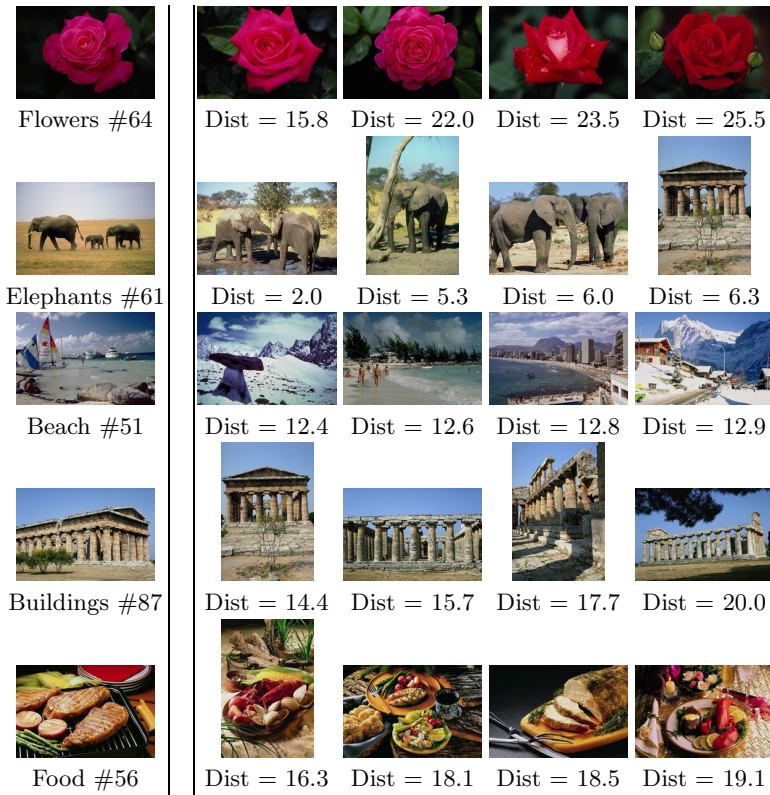 Flowers #64
Dist = 15.8
Dist = 22.0
Dist = 23.5
Dist = 25.5
Elephants #61
Dist = 2.0
Dist = 5.3
Dist = 6.0
Dist = 6.3
Beach #51
Dist = 12.4
Dist = 12.6
Dist = 12.8
Dist = 12.9
Buildings #87
Dist = 14.4
Dist = 15.7
Dist = 17.7
Dist = 20.0
Food #56
Dist = 16.3
Dist = 18.1
Dist = 18.5
Dist = 19.1